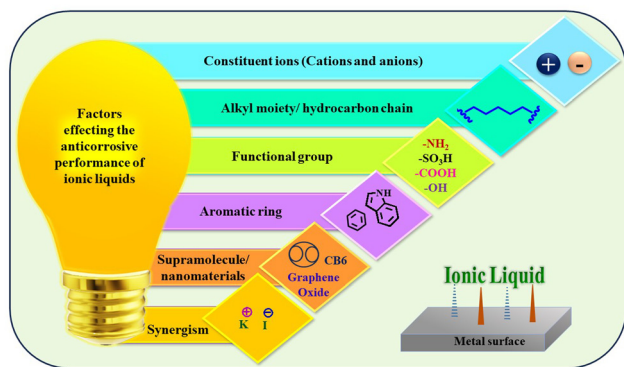 Factors
effecting the
anticorrosive
performance of
ionic liquids
Constituent ions (Cations and anions)
+ -
Alkyl moiety/ hydrocarbon chain
Functional group
-NH₂
-SO₃H
-COOH
-OH
Aromatic ring
NH
Supramolecule/
nanomaterials
CB6
Graphene
Oxide
Synergism
⊕ ⊖
K I
Ionic Liquid
Metal surface